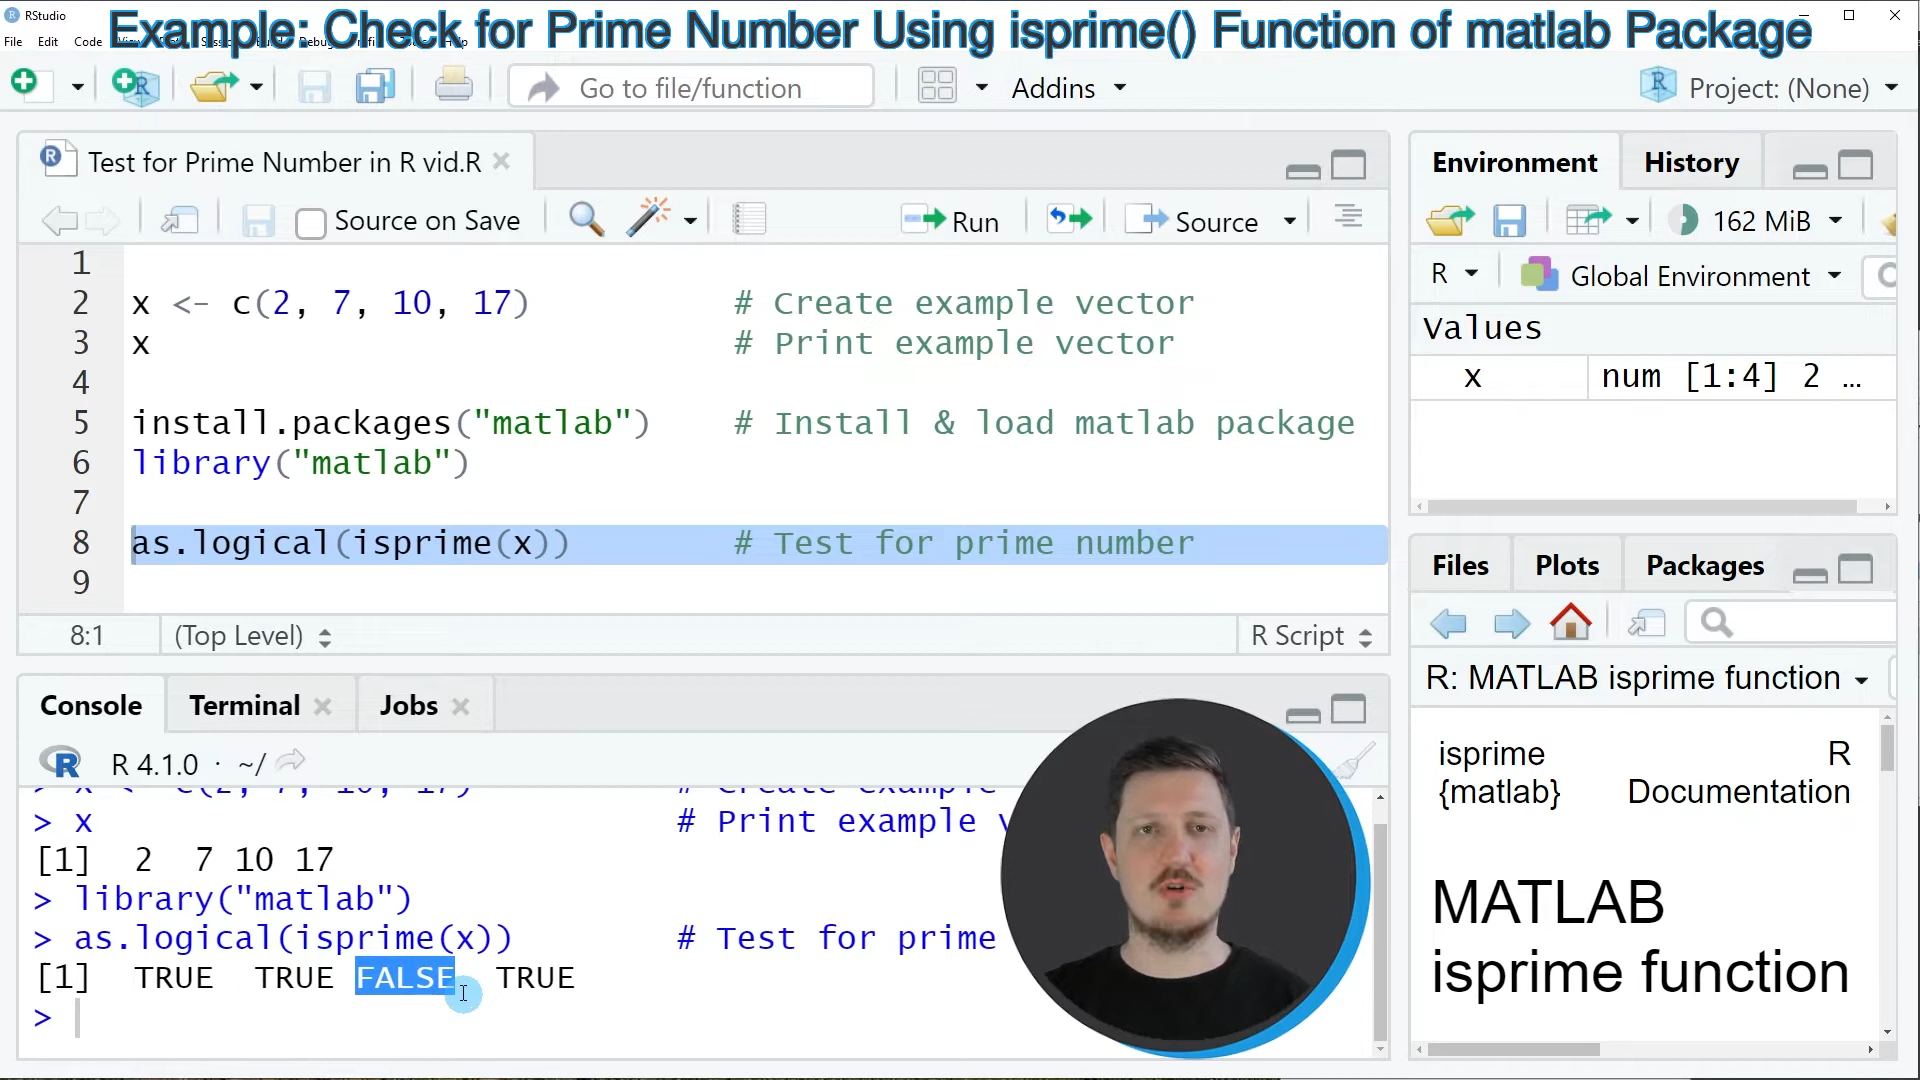 RStudio
Example: Check for Prime Number Using isprime() Function of matlab Package
File Edit Code
Go to file/function
Addins
Project: (None)
Test for Prime Number in R vid.R
Source on Save
Run
Source
1
2 x <- c(2, 7, 10, 17) # Create example vector
3 x # Print example vector
4
5 install.packages("matlab") # Install & load matlab package
6 library("matlab")
7
8 as.logical(isprime(x)) # Test for prime number
9
8:1 (Top Level) R Script
Console Terminal Jobs
R 4.1.0 · ~/
> x <- c(2, 7, 10, 17) # Create example
> x # Print example v
[1] 2 7 10 17
> library("matlab")
> as.logical(isprime(x)) # Test for prime
[1] TRUE TRUE FALSE TRUE
>
Environment History
162 MiB
R Global Environment
Values
x num [1:4] 2 …
Files Plots Packages
R: MATLAB isprime function
isprime R
{matlab} Documentation
MATLAB
isprime function